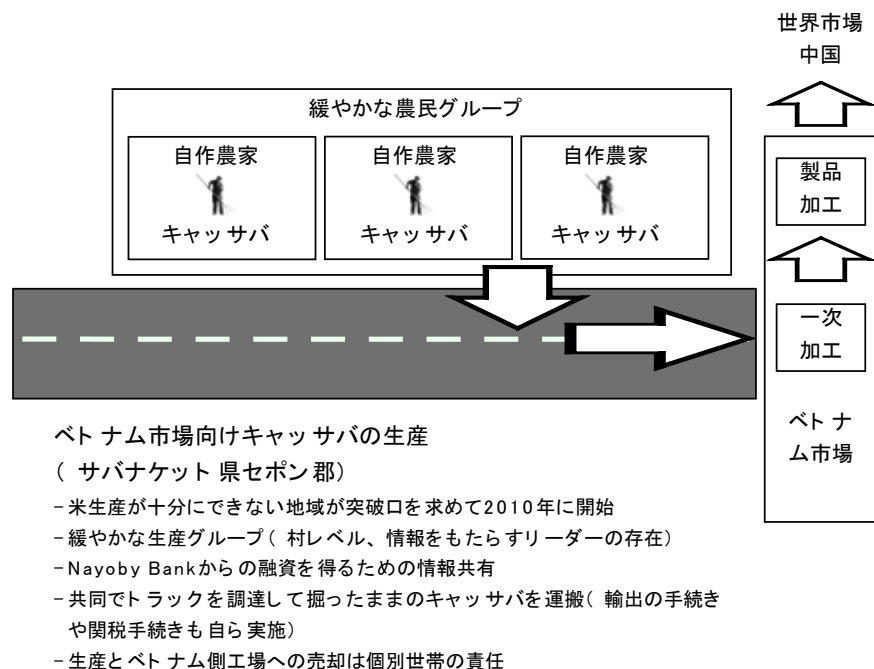 世界市場
中国
緩やかな農民グループ
自作農家
キャッサバ
自作農家
キャッサバ
自作農家
キャッサバ
製品
加工
一次
加工
ベトナ
ム市場
ベトナム市場向けキャッサバの生産
(サバナケット県セポン郡)
-米生産が十分にできない地域が突破口を求めて2010年に開始
-緩やかな生産グループ(村レベル、情報をもたらすリーダーの存在)
-Nayoby Bankからの融資を得るための情報共有
-共同でトラックを調達して掘ったままのキャッサバを運搬(輸出の手続き
や関税手続きも自ら実施)
-生産とベトナム側工場への売却は個別世帯の責任